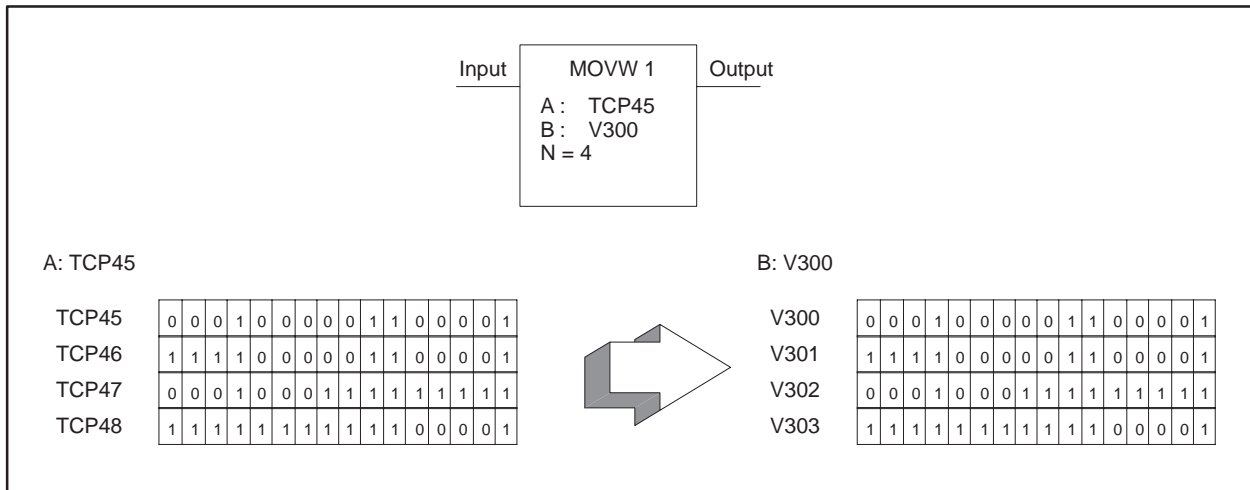 Input MOVW 1 Output
A : TCP45
B : V300
N = 4
A: TCP45 B: V300
TCP45 0 0 0 1 0 0 0 0 0 1 1 0 0 0 0 1 V300 0 0 0 1 0 0 0 0 0 1 1 0 0 0 0 1
TCP46 1 1 1 1 0 0 0 0 0 1 1 0 0 0 0 1 V301 1 1 1 1 0 0 0 0 0 1 1 0 0 0 0 1
TCP47 0 0 0 1 0 0 0 1 1 1 1 1 1 1 1 1 V302 0 0 0 1 0 0 0 1 1 1 1 1 1 1 1 1
TCP48 1 1 1 1 1 1 1 1 1 1 1 0 0 0 0 1 V303 1 1 1 1 1 1 1 1 1 1 1 0 0 0 0 1